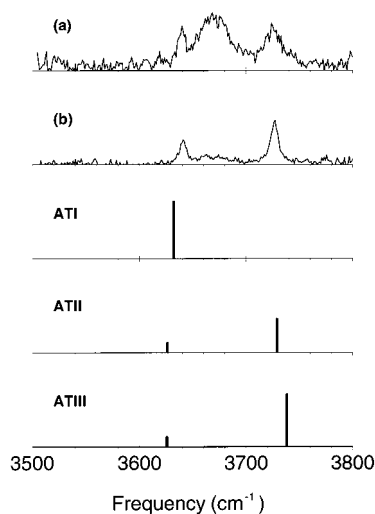 (a)
(b)
ATI
ATII
ATIII
3500 3600 3700 3800
Frequency (cm⁻¹)